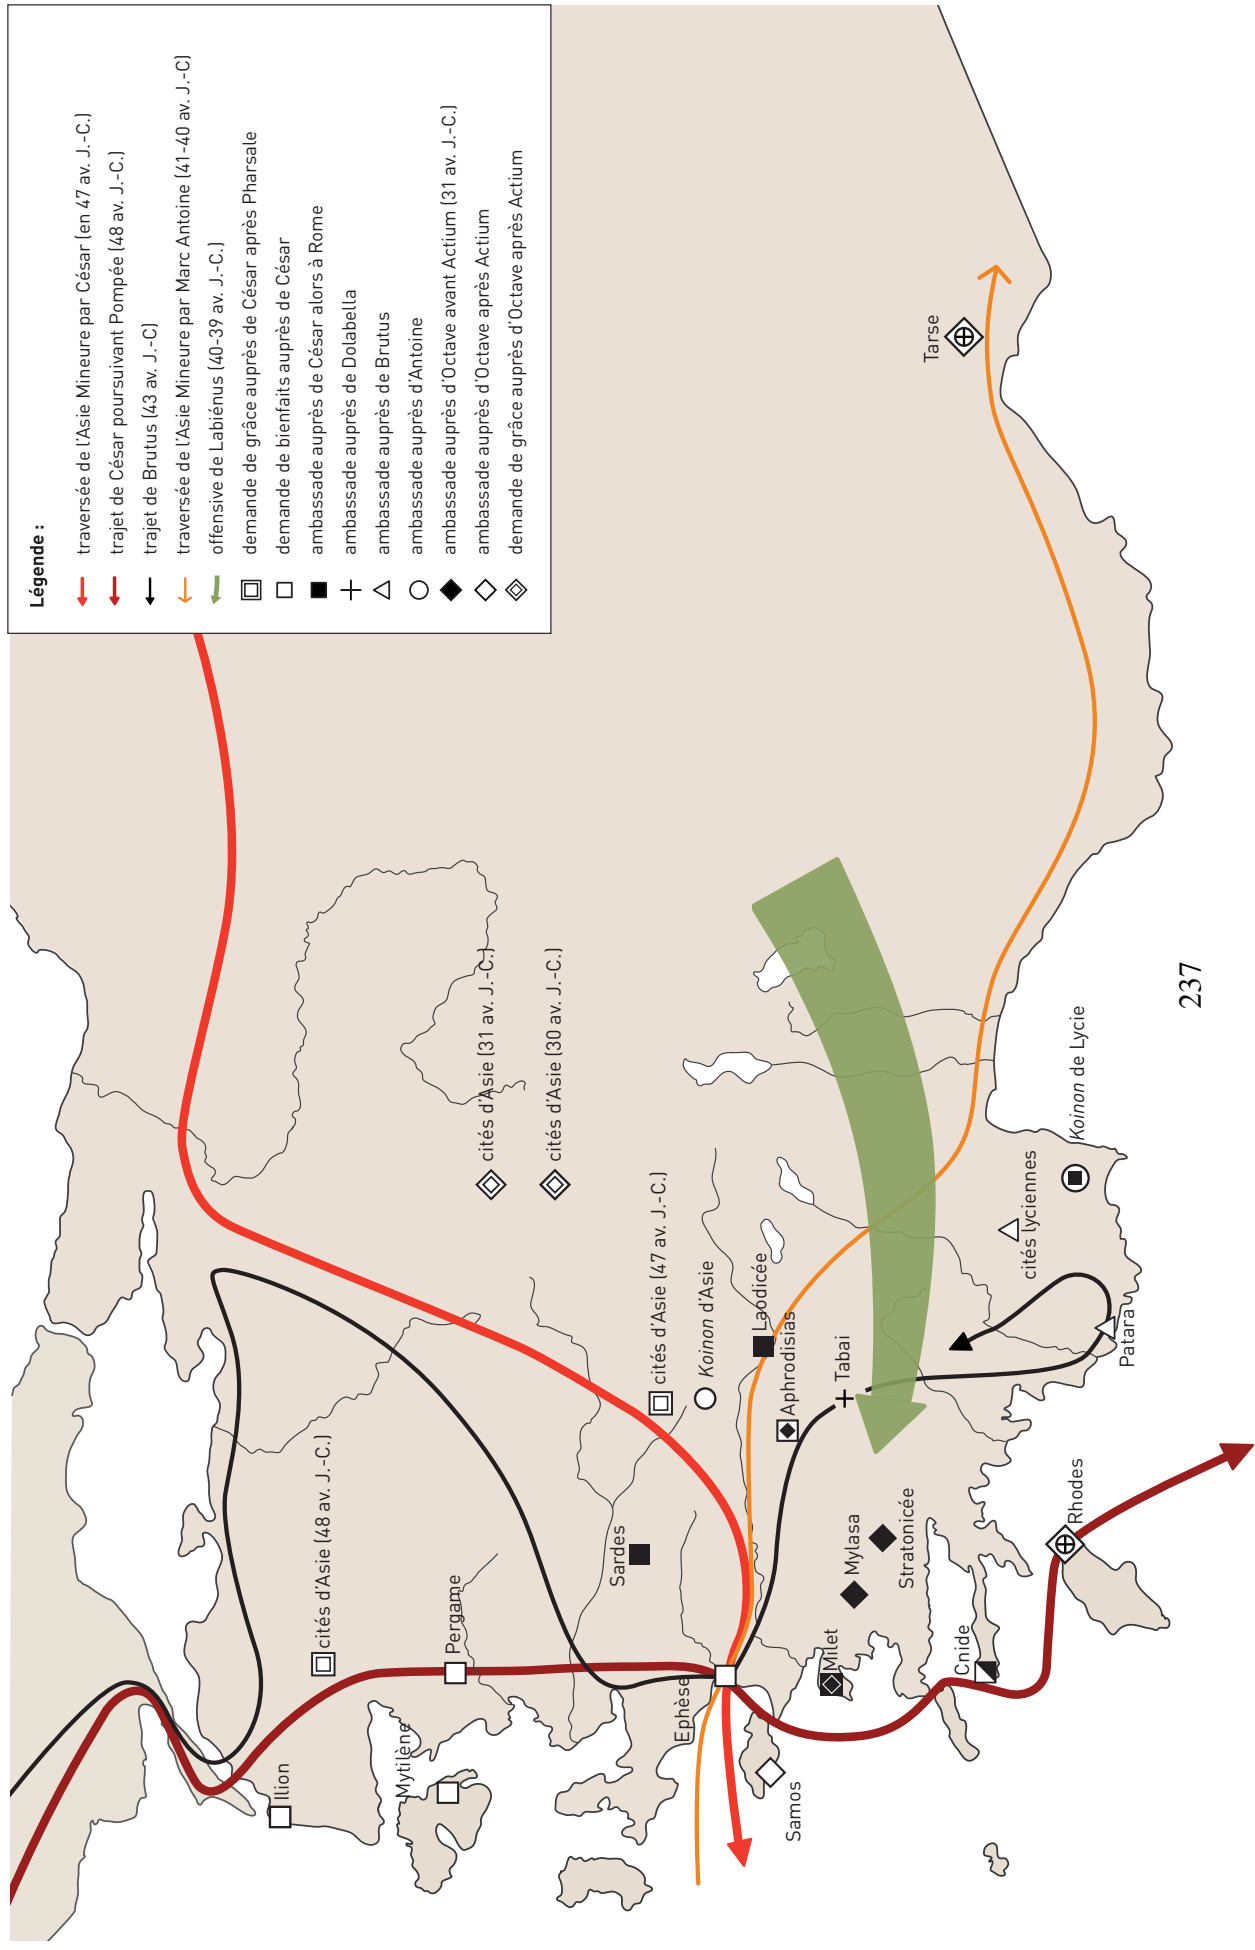 Légende :
traversée de l'Asie Mineure par César (en 47 av. J.-C.)
trajet de César poursuivant Pompée (48 av. J.-C.)
trajet de Brutus (43 av. J.-C)
traversée de l'Asie Mineure par Marc Antoine (41-40 av. J.-C)
offensive de Labiénus (40-39 av. J.-C.)
demande de grâce auprès de César après Pharsale
demande de bienfaits auprès de César
ambassade auprès de César alors à Rome
ambassade auprès de Dolabella
ambassade auprès de Brutus
ambassade auprès d'Antoine
ambassade auprès d'Octave avant Actium (31 av. J.-C.)
ambassade auprès d'Octave après Actium
demande de grâce auprès d'Octave après Actium
Ilion
cités d'Asie (48 av. J.-C.)
Mytilène
Pergame
cités d'Asie (31 av. J.-C.)
cités d'Asie (30 av. J.-C.)
Sardes
cités d'Asie (47 av. J.-C.)
Ephèse
Koinon d'Asie
Laodicée
Samos
Aphrodisias
Milet
Tabai
Mylasa
Stratonicée
Tarse
Cnide
cités lyciennes
Rhodes
Koinon de Lycie
Patara
237